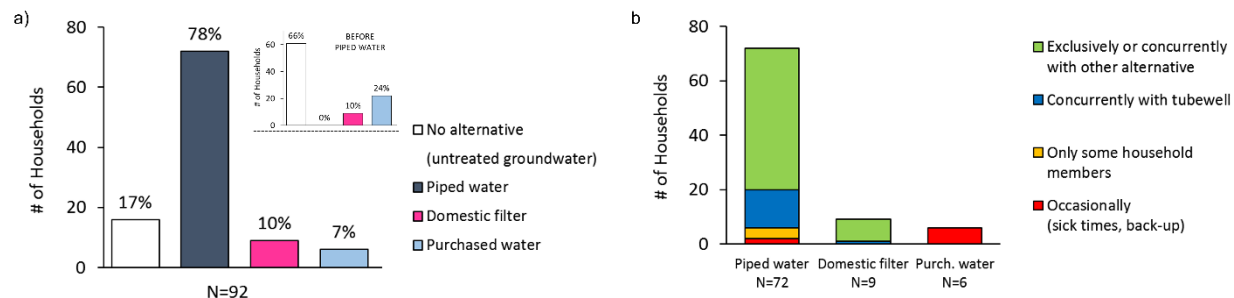 a)
# of Households
80
60
40
20
0
17%
78%
10%
7%
N=92
BEFORE
PIPED WATER
# of Households
60
40
20
0
66%
0%
10%
24%
No alternative
(untreated groundwater)
Piped water
Domestic filter
Purchased water
b
# of Households
80
60
40
20
0
Piped water
N=72
Domestic filter
N=9
Purch. water
N=6
Exclusively or concurrently
with other alternative
Concurrently with tubewell
Only some household
members
Occasionally
(sick times, back-up)